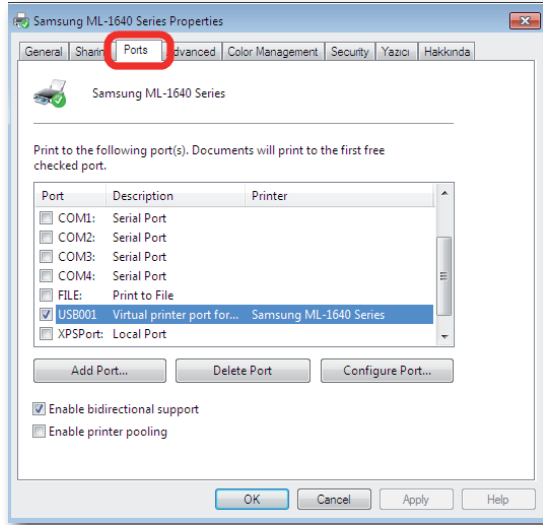 Samsung ML-1640 Series Properties
General Sharin Ports dvanced Color Management Security Yazıcı Hakkında
Samsung ML-1640 Series
Print to the following port(s). Documents will print to the first free
checked port.
Port Description Printer
COM1: Serial Port
COM2: Serial Port
COM3: Serial Port
COM4: Serial Port
FILE: Print to File
USB001 Virtual printer port for... Samsung ML-1640 Series
XPSPort: Local Port
Add Port... Delete Port Configure Port...
Enable bidirectional support
Enable printer pooling
OK Cancel Apply Help